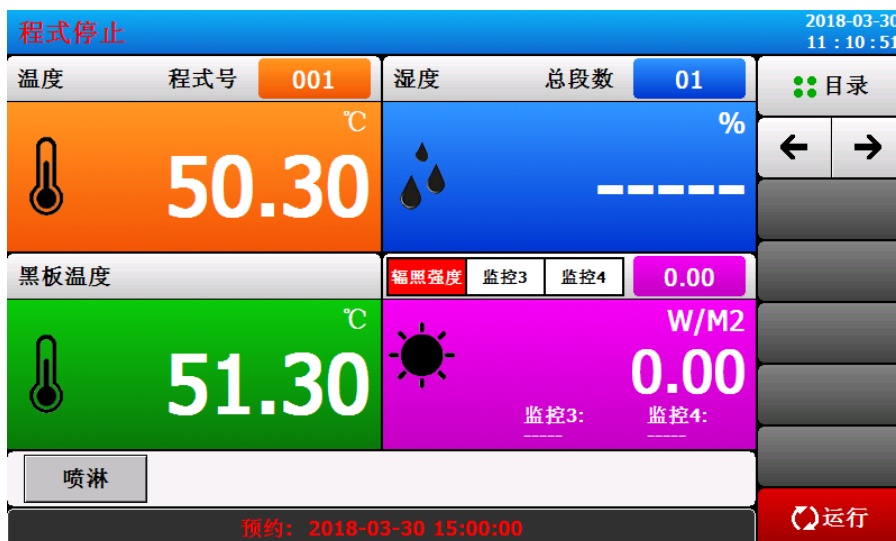 程式停止
2018-03-30
11 : 10 : 51
温度 程式号 001
湿度 总段数 01
目录
℃
50.30
%
-----
← →
黑板温度
辐照强度 监控3 监控4 0.00
℃
51.30
W/M2
0.00
监控3: 监控4:
----- -----
喷淋
预约: 2018-03-30 15:00:00
运行